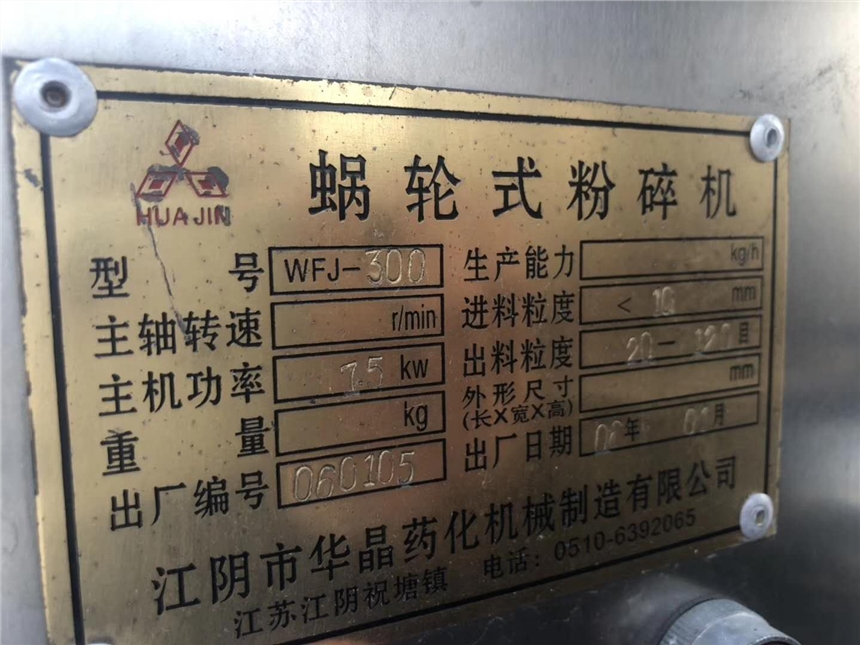 HUAJIN
蜗轮式粉碎机
型号 WFJ-300 生产能力 kg/h
主轴转速 r/min 进料粒度 < 10 mm
主机功率 7.5 kw 出料粒度 20-120目
重量 kg 外形尺寸 mm
(长X宽X高)
出厂编号 060105 出厂日期 06年 01月
江阴市华晶药化机械制造有限公司
江苏江阴祝塘镇 电话:0510-6392065